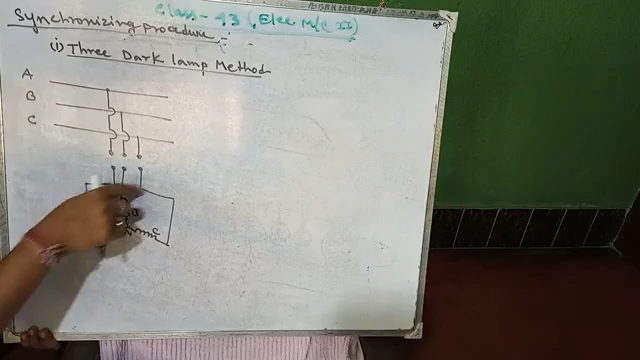 Class-43 (Elec M/C II)
Synchronizing procedure :-
(i) Three Dark lamp Method
A
B
C